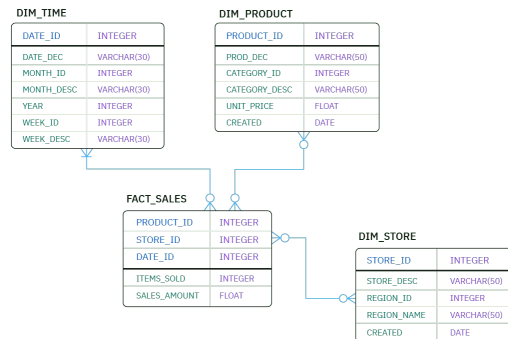 DIM_TIME
DATE_ID INTEGER
DATE_DEC VARCHAR(30)
MONTH_ID INTEGER
MONTH_DESC VARCHAR(30)
YEAR INTEGER
WEEK_ID INTEGER
WEEK_DESC VARCHAR(30)
DIM_PRODUCT
PRODUCT_ID INTEGER
PROD_DEC VARCHAR(50)
CATEGORY_ID INTEGER
CATEGORY_DESC VARCHAR(50)
UNIT_PRICE FLOAT
CREATED DATE
FACT_SALES
PRODUCT_ID INTEGER
STORE_ID INTEGER
DATE_ID INTEGER
ITEMS_SOLD INTEGER
SALES_AMOUNT FLOAT
DIM_STORE
STORE_ID INTEGER
STORE_DESC VARCHAR(50)
REGION_ID INTEGER
REGION_NAME VARCHAR(50)
CREATED DATE